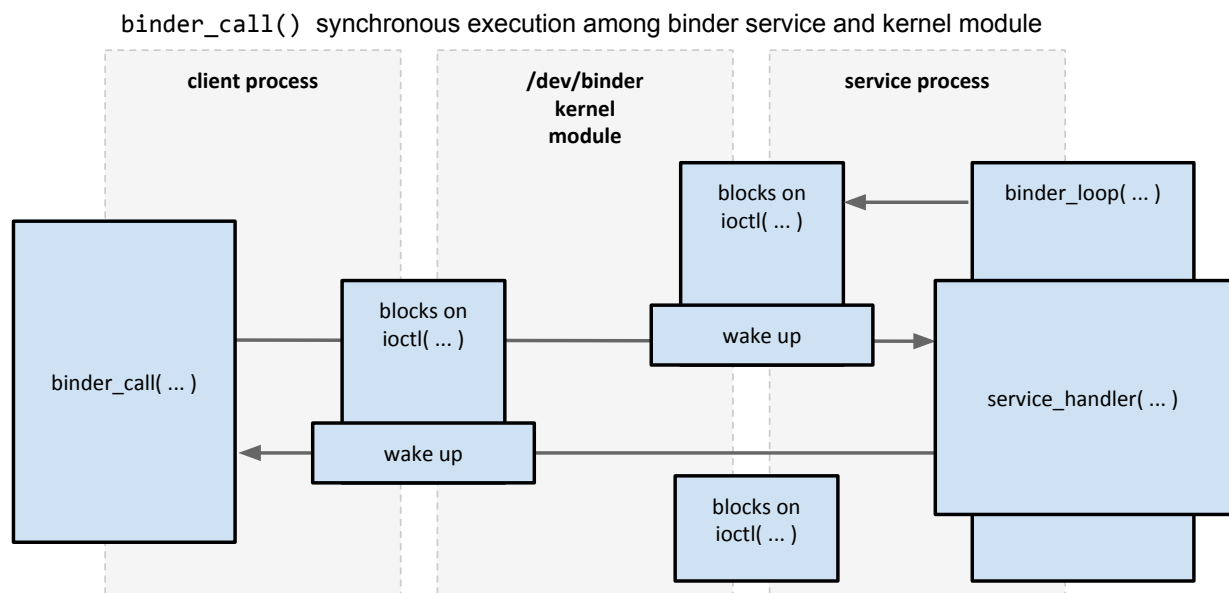 binder_call() synchronous execution among binder service and kernel module
client process
/dev/binder
kernel
module
service process
blocks on
ioctl( ... )
binder_loop( ... )
blocks on
ioctl( ... )
wake up
binder_call( ... )
service_handler( ... )
wake up
blocks on
ioctl( ... )